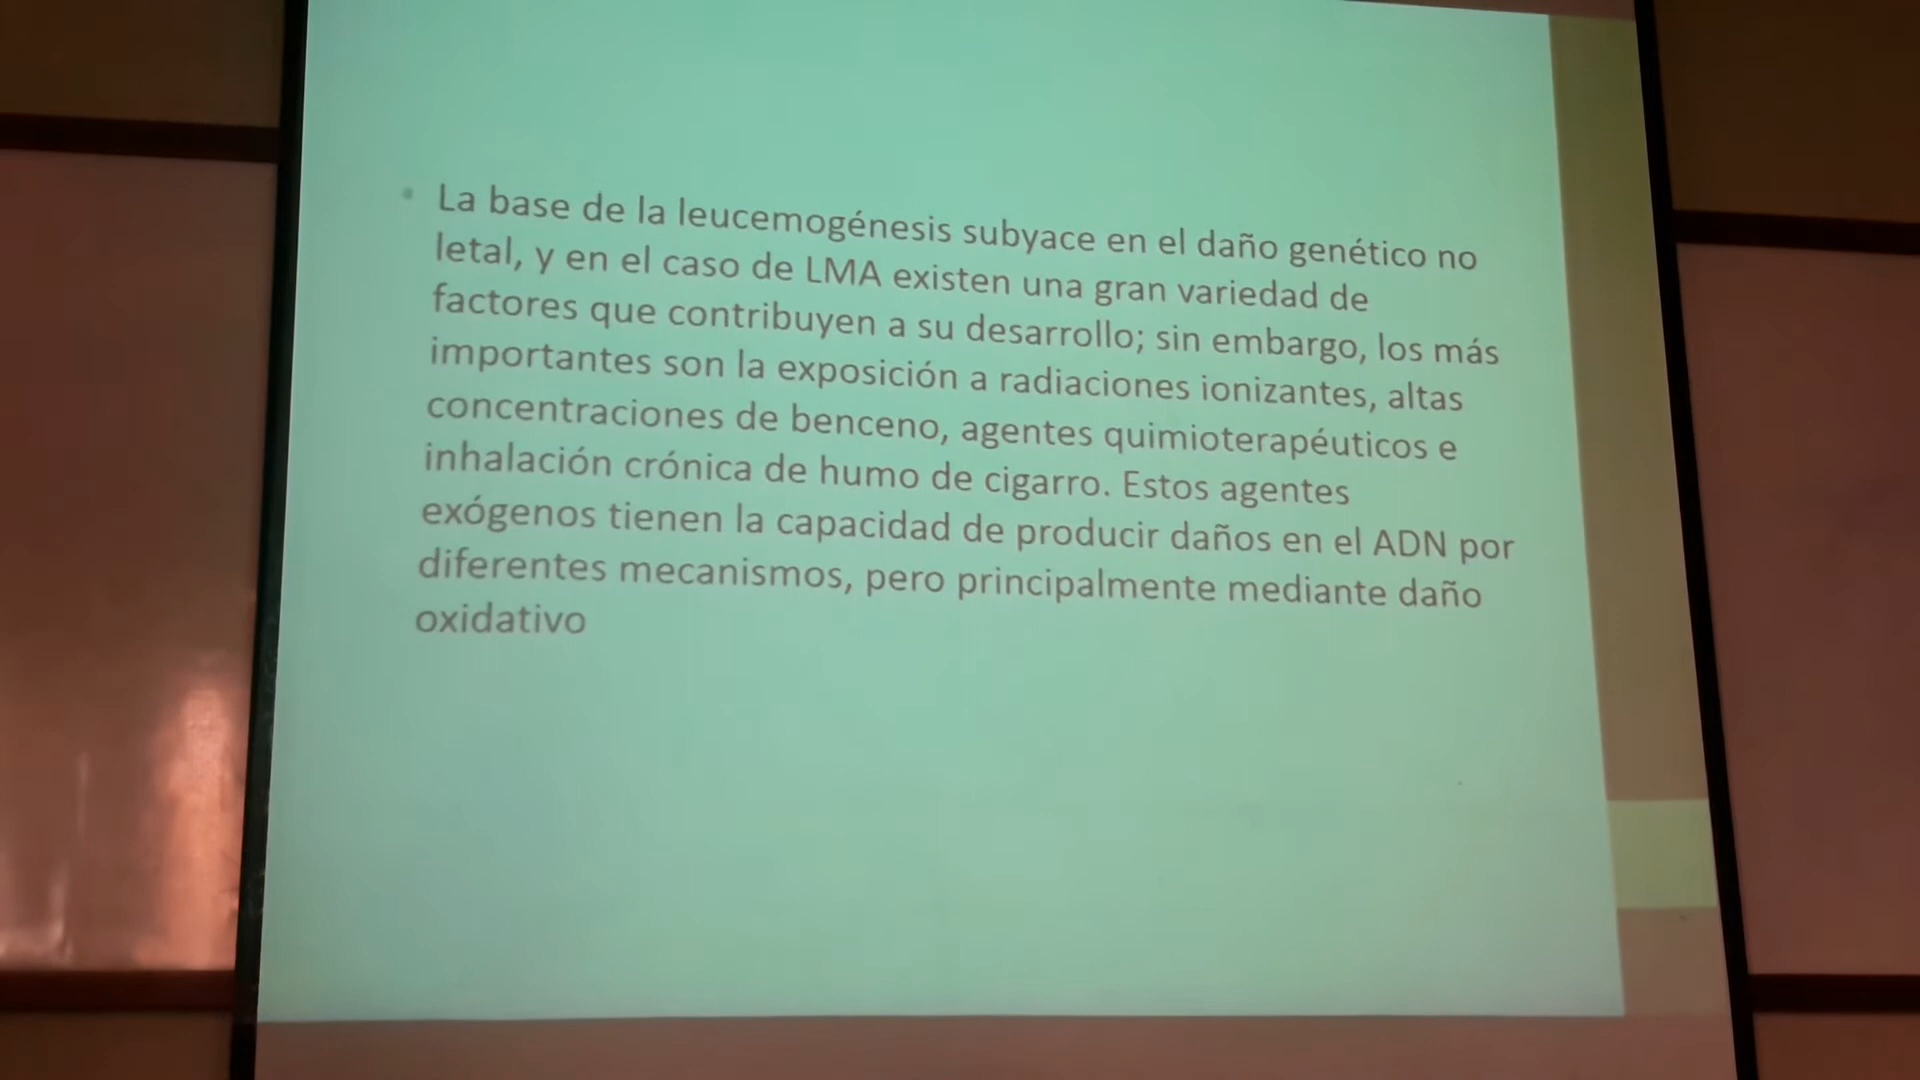 • La base de la leucemogénesis subyace en el daño genético no
letal, y en el caso de LMA existen una gran variedad de
factores que contribuyen a su desarrollo; sin embargo, los más
importantes son la exposición a radiaciones ionizantes, altas
concentraciones de benceno, agentes quimioterapéuticos e
inhalación crónica de humo de cigarro. Estos agentes
exógenos tienen la capacidad de producir daños en el ADN por
diferentes mecanismos, pero principalmente mediante daño
oxidativo